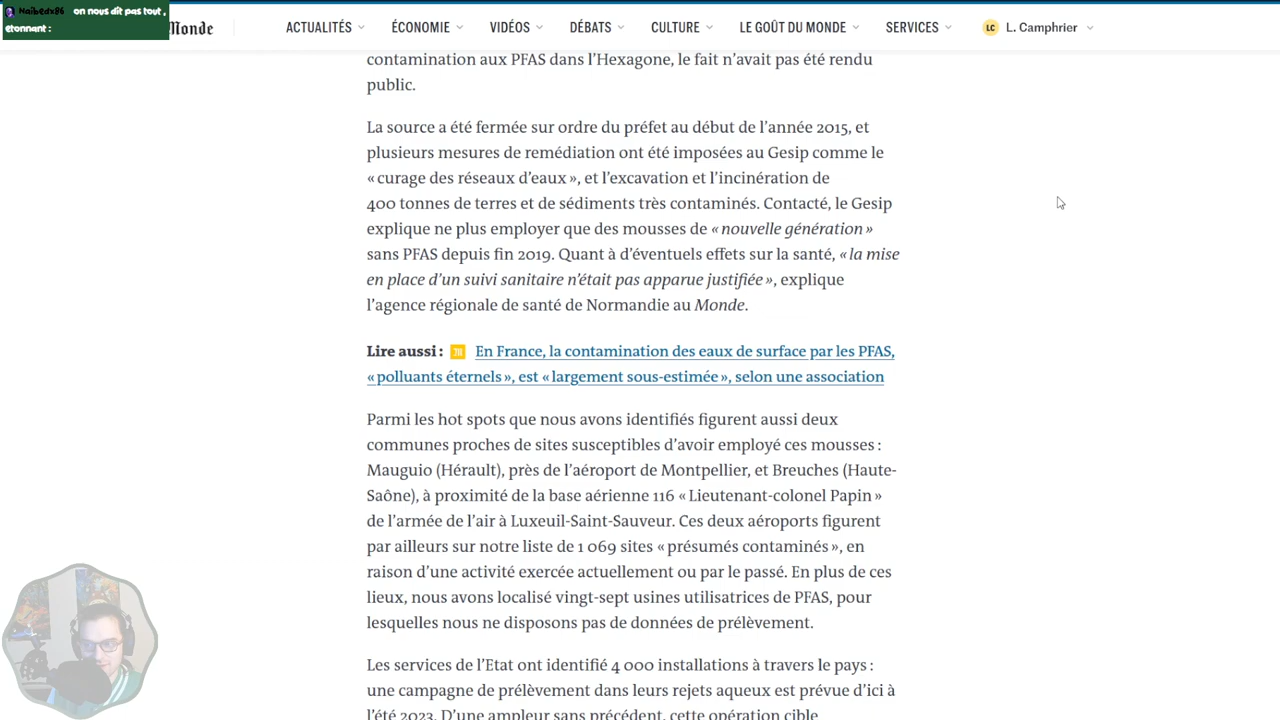 Naibedx86 on nous dit pas tout ,
etonnant :
Monde
ACTUALITÉS
ÉCONOMIE
VIDÉOS
DÉBATS
CULTURE
LE GOÛT DU MONDE
SERVICES
LC
L. Camphrier
contamination aux PFAS dans l’Hexagone, le fait n’avait pas été rendu
public.
La source a été fermée sur ordre du préfet au début de l’année 2015, et
plusieurs mesures de remédiation ont été imposées au Gesip comme le
« curage des réseaux d’eaux », et l’excavation et l’incinération de
400 tonnes de terres et de sédiments très contaminés. Contacté, le Gesip
explique ne plus employer que des mousses de « nouvelle génération »
sans PFAS depuis fin 2019. Quant à d’éventuels effets sur la santé, « la mise
en place d’un suivi sanitaire n’était pas apparue justifiée », explique
l’agence régionale de santé de Normandie au Monde.
Lire aussi : En France, la contamination des eaux de surface par les PFAS,
« polluants éternels », est « largement sous-estimée », selon une association
Parmi les hot spots que nous avons identifiés figurent aussi deux
communes proches de sites susceptibles d’avoir employé ces mousses :
Mauguio (Hérault), près de l’aéroport de Montpellier, et Breuches (Haute-
Saône), à proximité de la base aérienne 116 « Lieutenant-colonel Papin »
de l’armée de l’air à Luxeuil-Saint-Sauveur. Ces deux aéroports figurent
par ailleurs sur notre liste de 1 069 sites « présumés contaminés », en
raison d’une activité exercée actuellement ou par le passé. En plus de ces
lieux, nous avons localisé vingt-sept usines utilisatrices de PFAS, pour
lesquelles nous ne disposons pas de données de prélèvement.
Les services de l’Etat ont identifié 4 000 installations à travers le pays :
une campagne de prélèvement dans leurs rejets aqueux est prévue d’ici à
l’été 2023. D’une ampleur sans précédent, cette opération cible